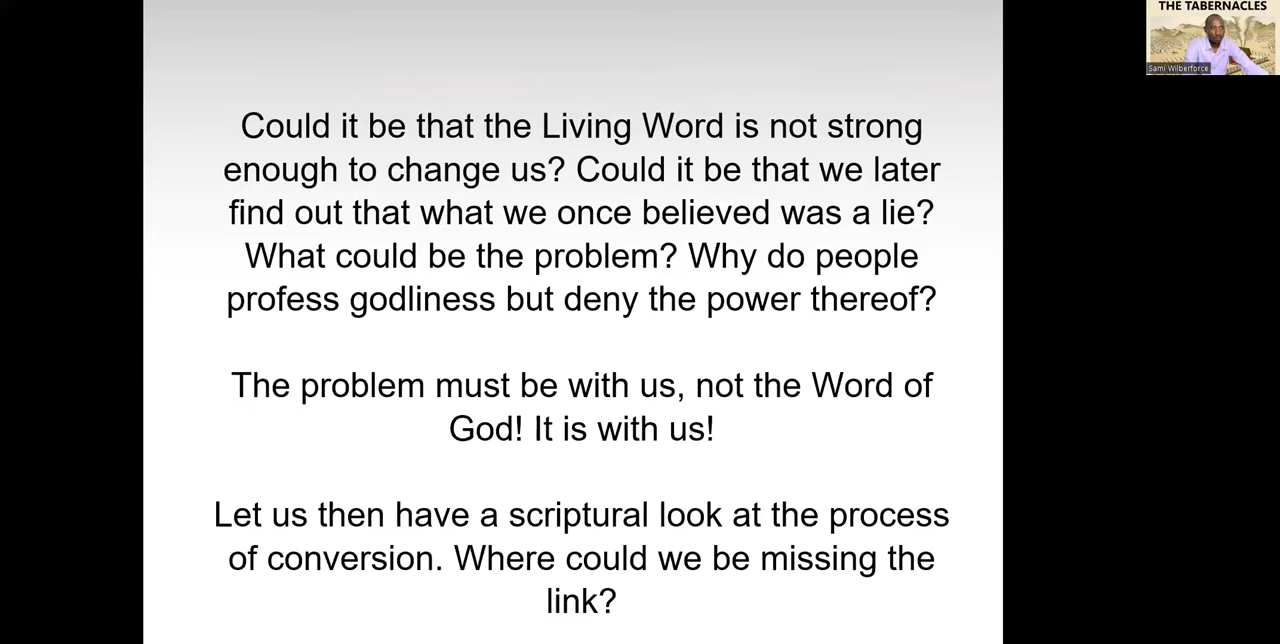 THE TABERNACLES
Sami Wilberforce
Could it be that the Living Word is not strong
enough to change us? Could it be that we later
find out that what we once believed was a lie?
What could be the problem? Why do people
profess godliness but deny the power thereof?
The problem must be with us, not the Word of
God! It is with us!
Let us then have a scriptural look at the process
of conversion. Where could we be missing the
link?